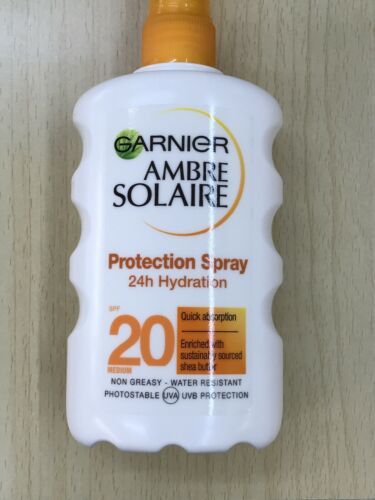 GARNIER
AMBRE
SOLAIRE
Protection Spray
24h Hydration
SPF
20
MEDIUM
Quick absorption
Enriched with
sustainably sourced
shea butter
NON GREASY - WATER RESISTANT
PHOTOSTABLE UVA UVB PROTECTION